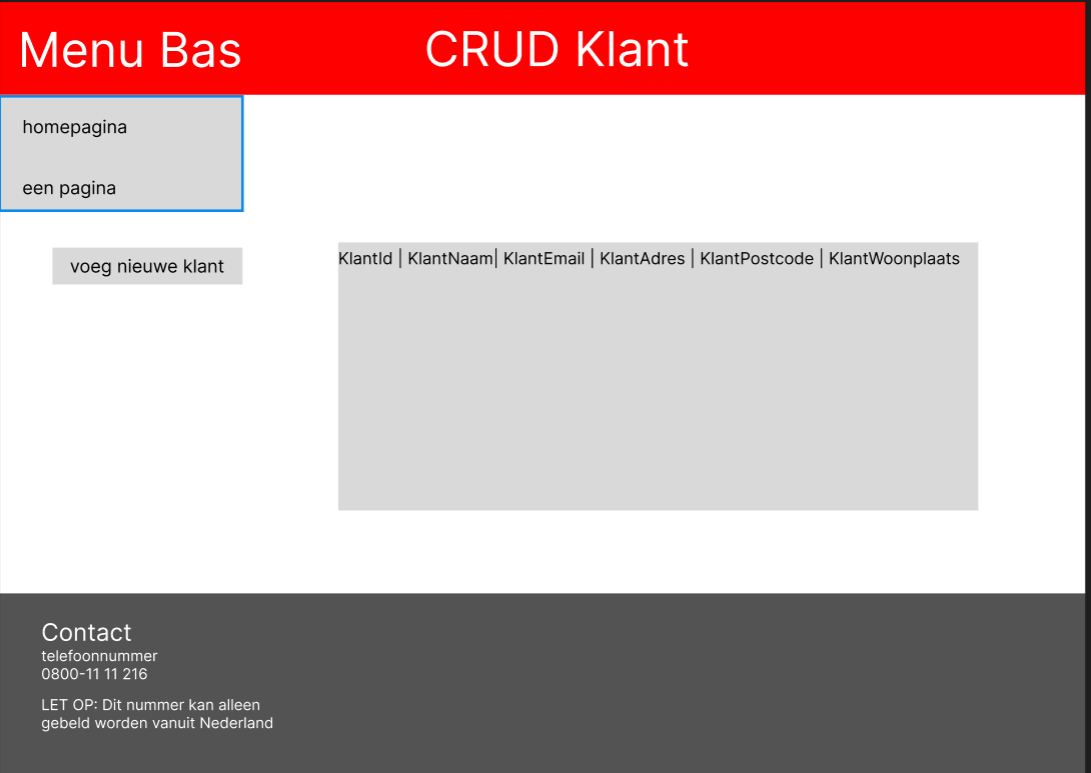 Menu Bas
CRUD Klant
homepagina
een pagina
voeg nieuwe klant
KlantId | KlantNaam| KlantEmail | KlantAdres | KlantPostcode | KlantWoonplaats
Contact
telefoonnummer
0800-11 11 216
LET OP: Dit nummer kan alleen
gebeld worden vanuit Nederland